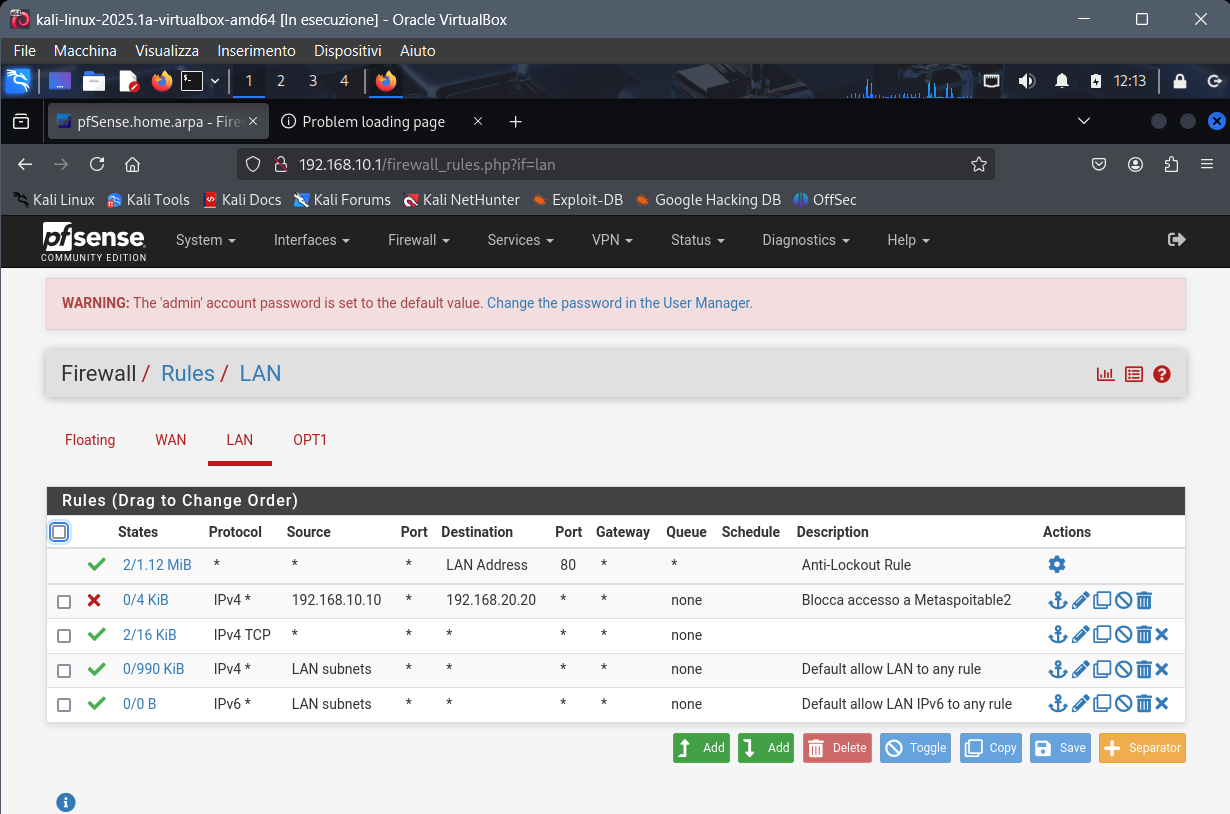 kali-linux-2025.1a-virtualbox-amd64 [In esecuzione] - Oracle VirtualBox
File Macchina Visualizza Inserimento Dispositivi Aiuto
1 2 3 4 12:13
pfSense.home.arpa - Fire Problem loading page
192.168.10.1/firewall_rules.php?if=lan
Kali Linux Kali Tools Kali Docs Kali Forums Kali NetHunter Exploit-DB Google Hacking DB OffSec
pfsense COMMUNITY EDITION System Interfaces Firewall Services VPN Status Diagnostics Help
WARNING: The 'admin' account password is set to the default value. Change the password in the User Manager.
Firewall / Rules / LAN
Floating WAN LAN OPT1
Rules (Drag to Change Order)
States Protocol Source Port Destination Port Gateway Queue Schedule Description Actions
2/1.12 MiB * * * LAN Address 80 * * Anti-Lockout Rule
0/4 KiB IPv4 * 192.168.10.10 * 192.168.20.20 * * none Blocca accesso a Metaspoitable2
2/16 KiB IPv4 TCP * * * * * none
0/990 KiB IPv4 * LAN subnets * * * * none Default allow LAN to any rule
0/0 B IPv6 * LAN subnets * * * * none Default allow LAN IPv6 to any rule
Add Add Delete Toggle Copy Save Separator